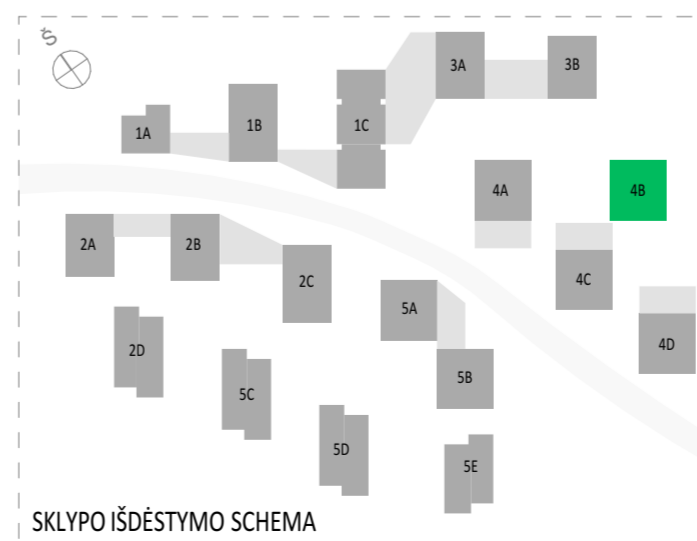 Š
3A
3B
1A
1B
1C
4A
4B
2A
2B
2C
4C
5A
2D
4D
5B
5C
5D
5E
SKLYPO IŠDĖSTYMO SCHEMA